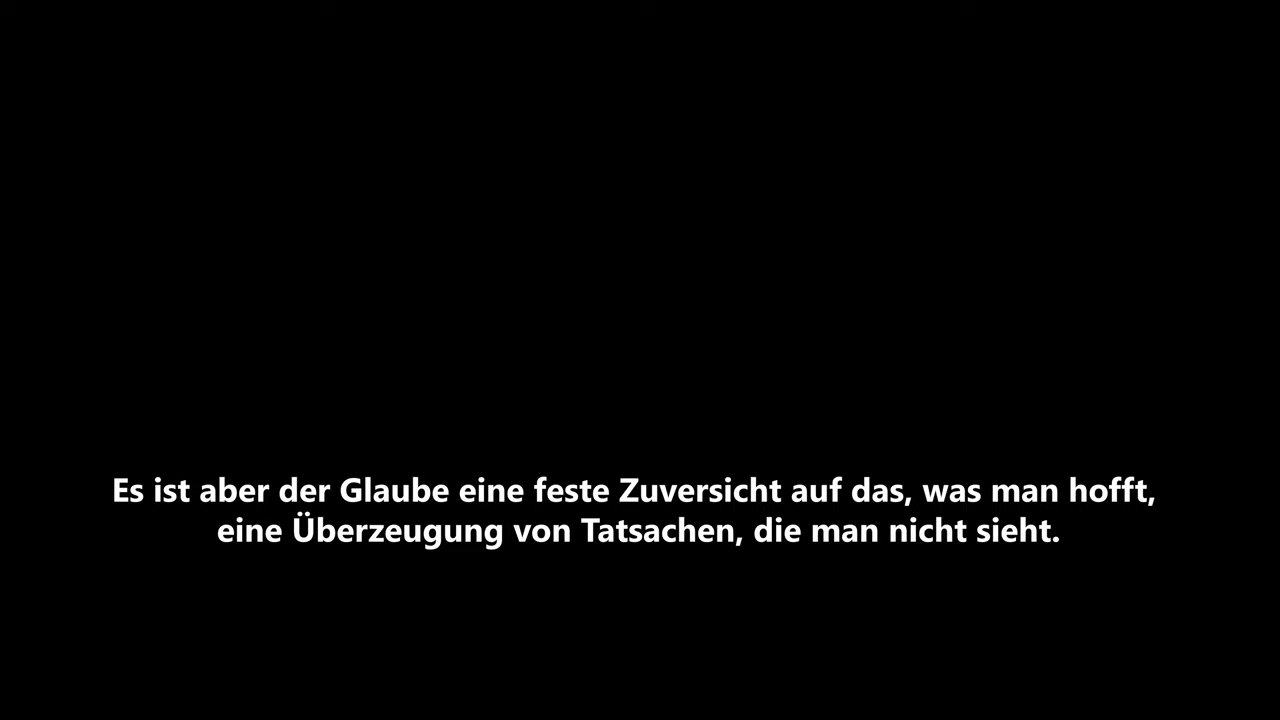 Es ist aber der Glaube eine feste Zuversicht auf das, was man hofft,
eine Überzeugung von Tatsachen, die man nicht sieht.